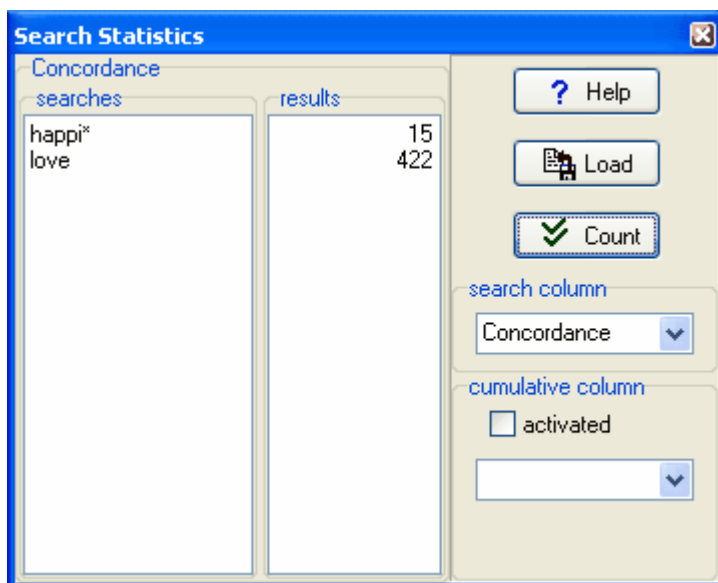 Search Statistics
Concordance
searches
results
happi* 15
love 422
? Help
Load
Count
search column
Concordance
cumulative column
activated